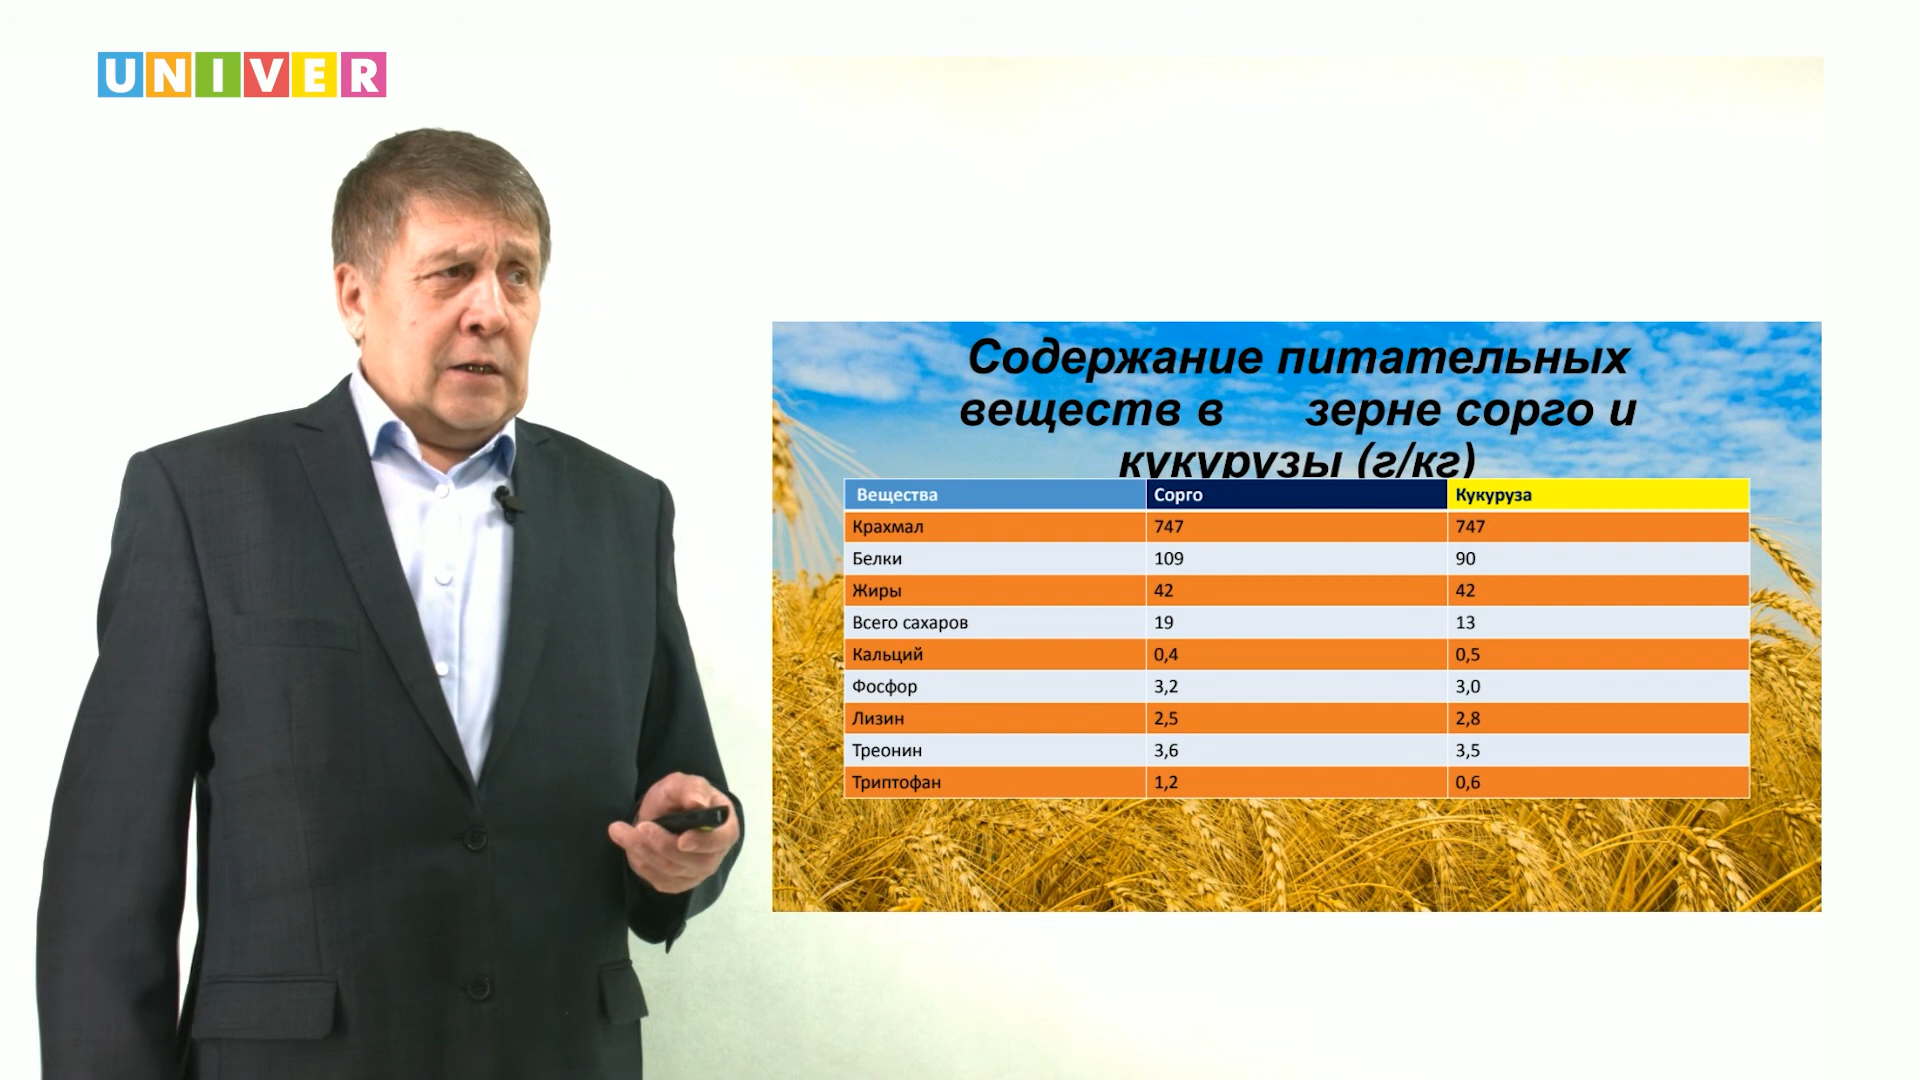 UNIVER
Содержание питательных
веществ в зерне сорго и
кукурузы (г/кг)
Вещества Сорго Кукуруза
Крахмал 747 747
Белки 109 90
Жиры 42 42
Всего сахаров 19 13
Кальций 0,4 0,5
Фосфор 3,2 3,0
Лизин 2,5 2,8
Треонин 3,6 3,5
Триптофан 1,2 0,6